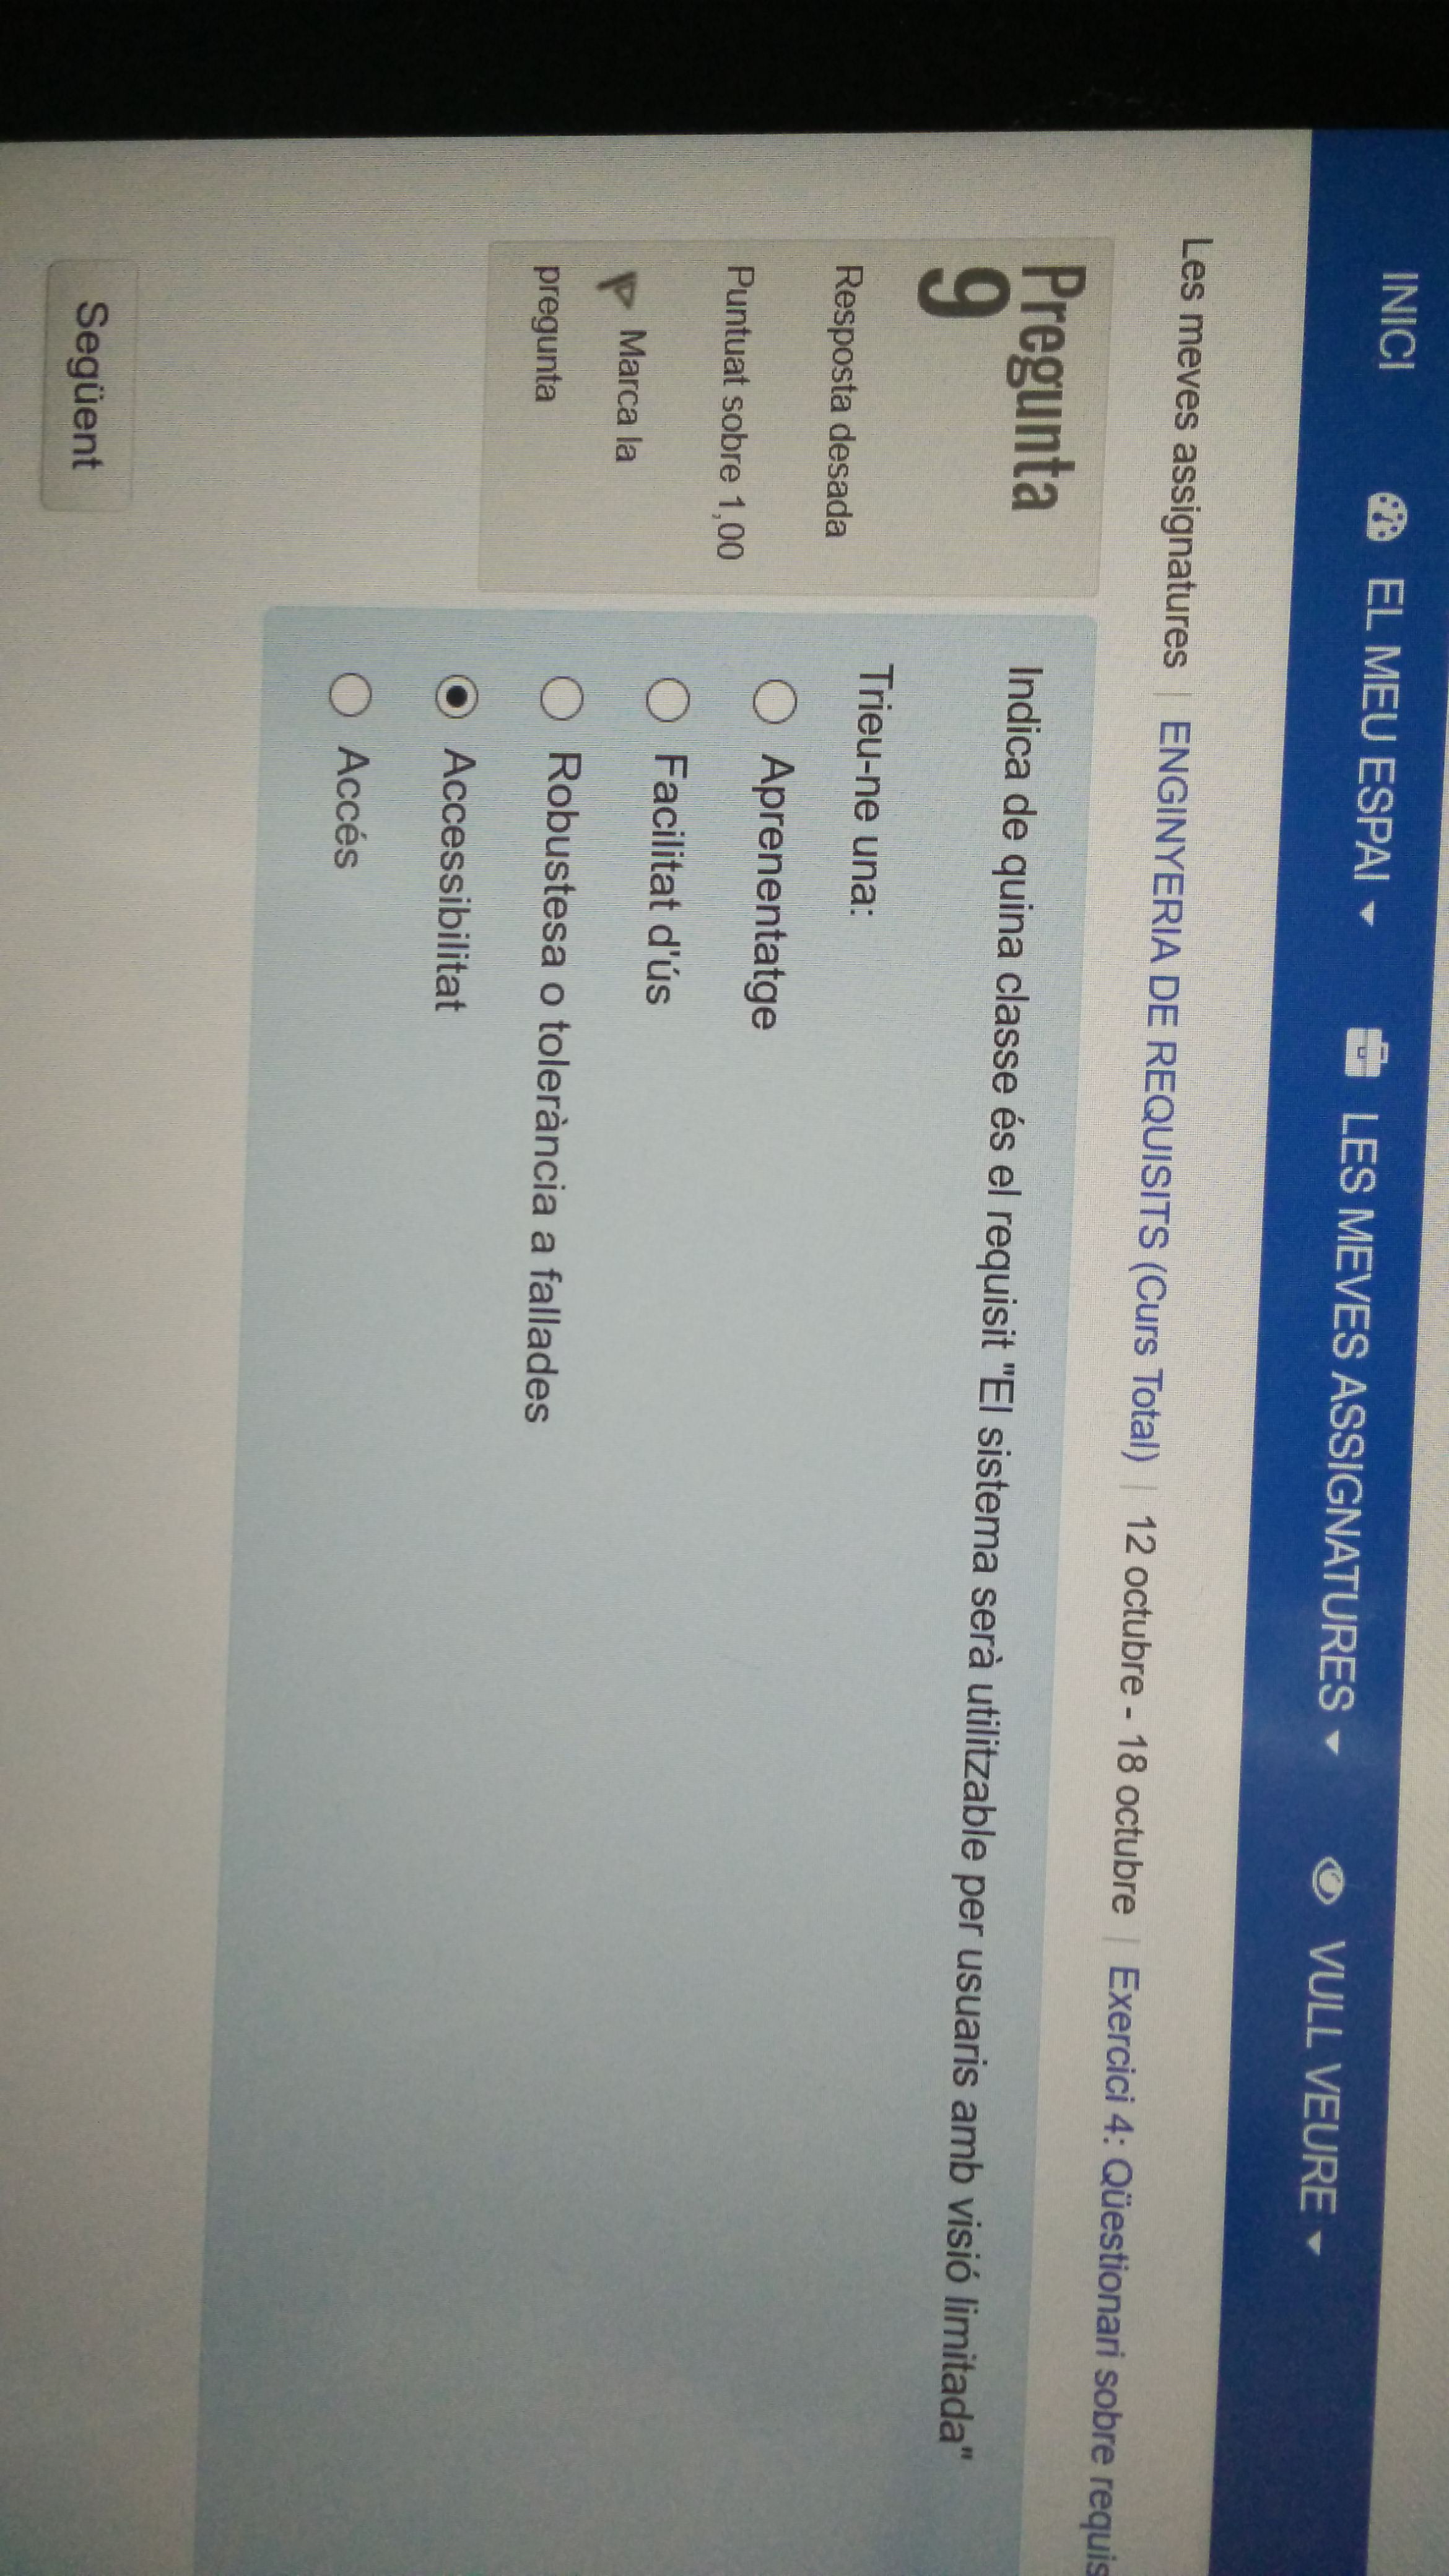 INICI EL MEU ESPAI LES MEVES ASSIGNATURES VULL VEURE
Les meves assignatures | ENGINYERIA DE REQUISITS (Curs Total) | 12 octubre - 18 octubre | Exercici 4: Qüestionari sobre requis
Pregunta
9
Resposta desada
Puntuat sobre 1,00
Marca la
pregunta
Indica de quina classe és el requisit "El sistema serà utilitzable per usuaris amb visió limitada"
Trieu-ne una:
Aprenentatge
Facilitat d'ús
Robustesa o tolerància a fallades
Accessibilitat
Accés
Següent